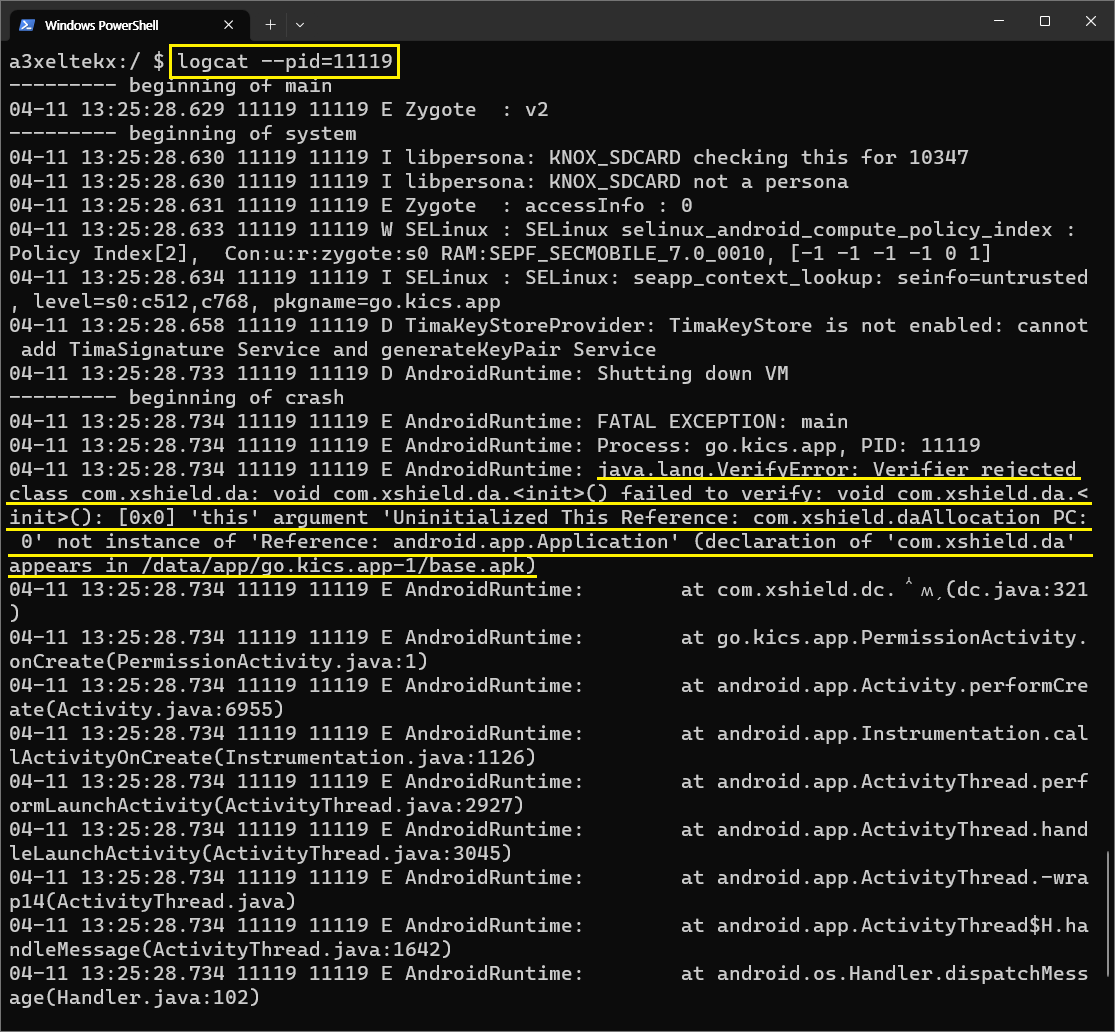 Windows PowerShell
a3xeltekx:/ $ logcat --pid=11119
--------- beginning of main
04-11 13:25:28.629 11119 11119 E Zygote  : v2
--------- beginning of system
04-11 13:25:28.630 11119 11119 I libpersona: KNOX_SDCARD checking this for 10347
04-11 13:25:28.630 11119 11119 I libpersona: KNOX_SDCARD not a persona
04-11 13:25:28.631 11119 11119 E Zygote  : accessInfo : 0
04-11 13:25:28.633 11119 11119 W SELinux : SELinux selinux_android_compute_policy_index :
Policy Index[2],  Con:u:r:zygote:s0 RAM:SEPF_SECMOBILE_7.0_0010, [-1 -1 -1 -1 0 1]
04-11 13:25:28.634 11119 11119 I SELinux : SELinux: seapp_context_lookup: seinfo=untrusted
, level=s0:c512,c768, pkgname=go.kics.app
04-11 13:25:28.658 11119 11119 D TimaKeyStoreProvider: TimaKeyStore is not enabled: cannot
 add TimaSignature Service and generateKeyPair Service
04-11 13:25:28.733 11119 11119 D AndroidRuntime: Shutting down VM
--------- beginning of crash
04-11 13:25:28.734 11119 11119 E AndroidRuntime: FATAL EXCEPTION: main
04-11 13:25:28.734 11119 11119 E AndroidRuntime: Process: go.kics.app, PID: 11119
04-11 13:25:28.734 11119 11119 E AndroidRuntime: java.lang.VerifyError: Verifier rejected
class com.xshield.da: void com.xshield.da.<init>() failed to verify: void com.xshield.da.<
init>(): [0x0] 'this' argument 'Uninitialized This Reference: com.xshield.daAllocation PC:
 0' not instance of 'Reference: android.app.Application' (declaration of 'com.xshield.da'
appears in /data/app/go.kics.app-1/base.apk)
04-11 13:25:28.734 11119 11119 E AndroidRuntime:        at com.xshield.dc.(dc.java:321
)
04-11 13:25:28.734 11119 11119 E AndroidRuntime:        at go.kics.app.PermissionActivity.
onCreate(PermissionActivity.java:1)
04-11 13:25:28.734 11119 11119 E AndroidRuntime:        at android.app.Activity.performCre
ate(Activity.java:6955)
04-11 13:25:28.734 11119 11119 E AndroidRuntime:        at android.app.Instrumentation.cal
lActivityOnCreate(Instrumentation.java:1126)
04-11 13:25:28.734 11119 11119 E AndroidRuntime:        at android.app.ActivityThread.perf
ormLaunchActivity(ActivityThread.java:2927)
04-11 13:25:28.734 11119 11119 E AndroidRuntime:        at android.app.ActivityThread.hand
leLaunchActivity(ActivityThread.java:3045)
04-11 13:25:28.734 11119 11119 E AndroidRuntime:        at android.app.ActivityThread.-wra
p14(ActivityThread.java)
04-11 13:25:28.734 11119 11119 E AndroidRuntime:        at android.app.ActivityThread$H.ha
ndleMessage(ActivityThread.java:1642)
04-11 13:25:28.734 11119 11119 E AndroidRuntime:        at android.os.Handler.dispatchMess
age(Handler.java:102)